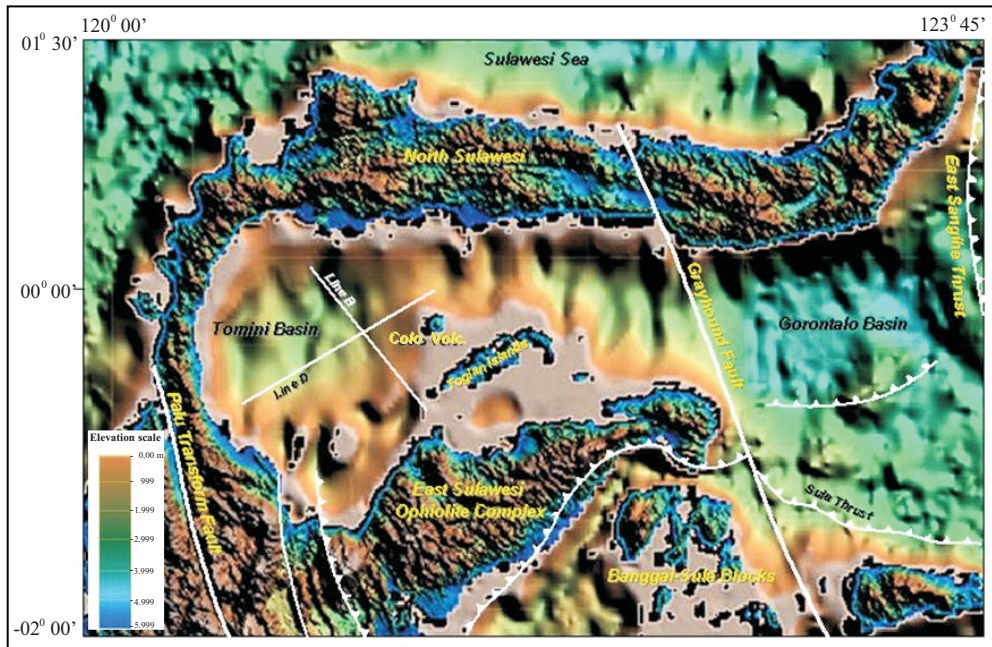 120⁰ 00’
123⁰ 45’
01⁰ 30’
Sulawesi Sea
North Sulawesi
East Sangihe Thrust
00⁰ 00’
Line B
Grayhound Fault
Tomini Basin
Colo Volc.
Gorontalo Basin
Togian Islands
Line D
Palu Transform Fault
Elevation scale
0,00 m
999
1.999
2.999
3.999
4.999
5.999
East Sulawesi
Ophiolite Complex
Sula Thrust
Banggai-Sula Blocks
-02⁰ 00’